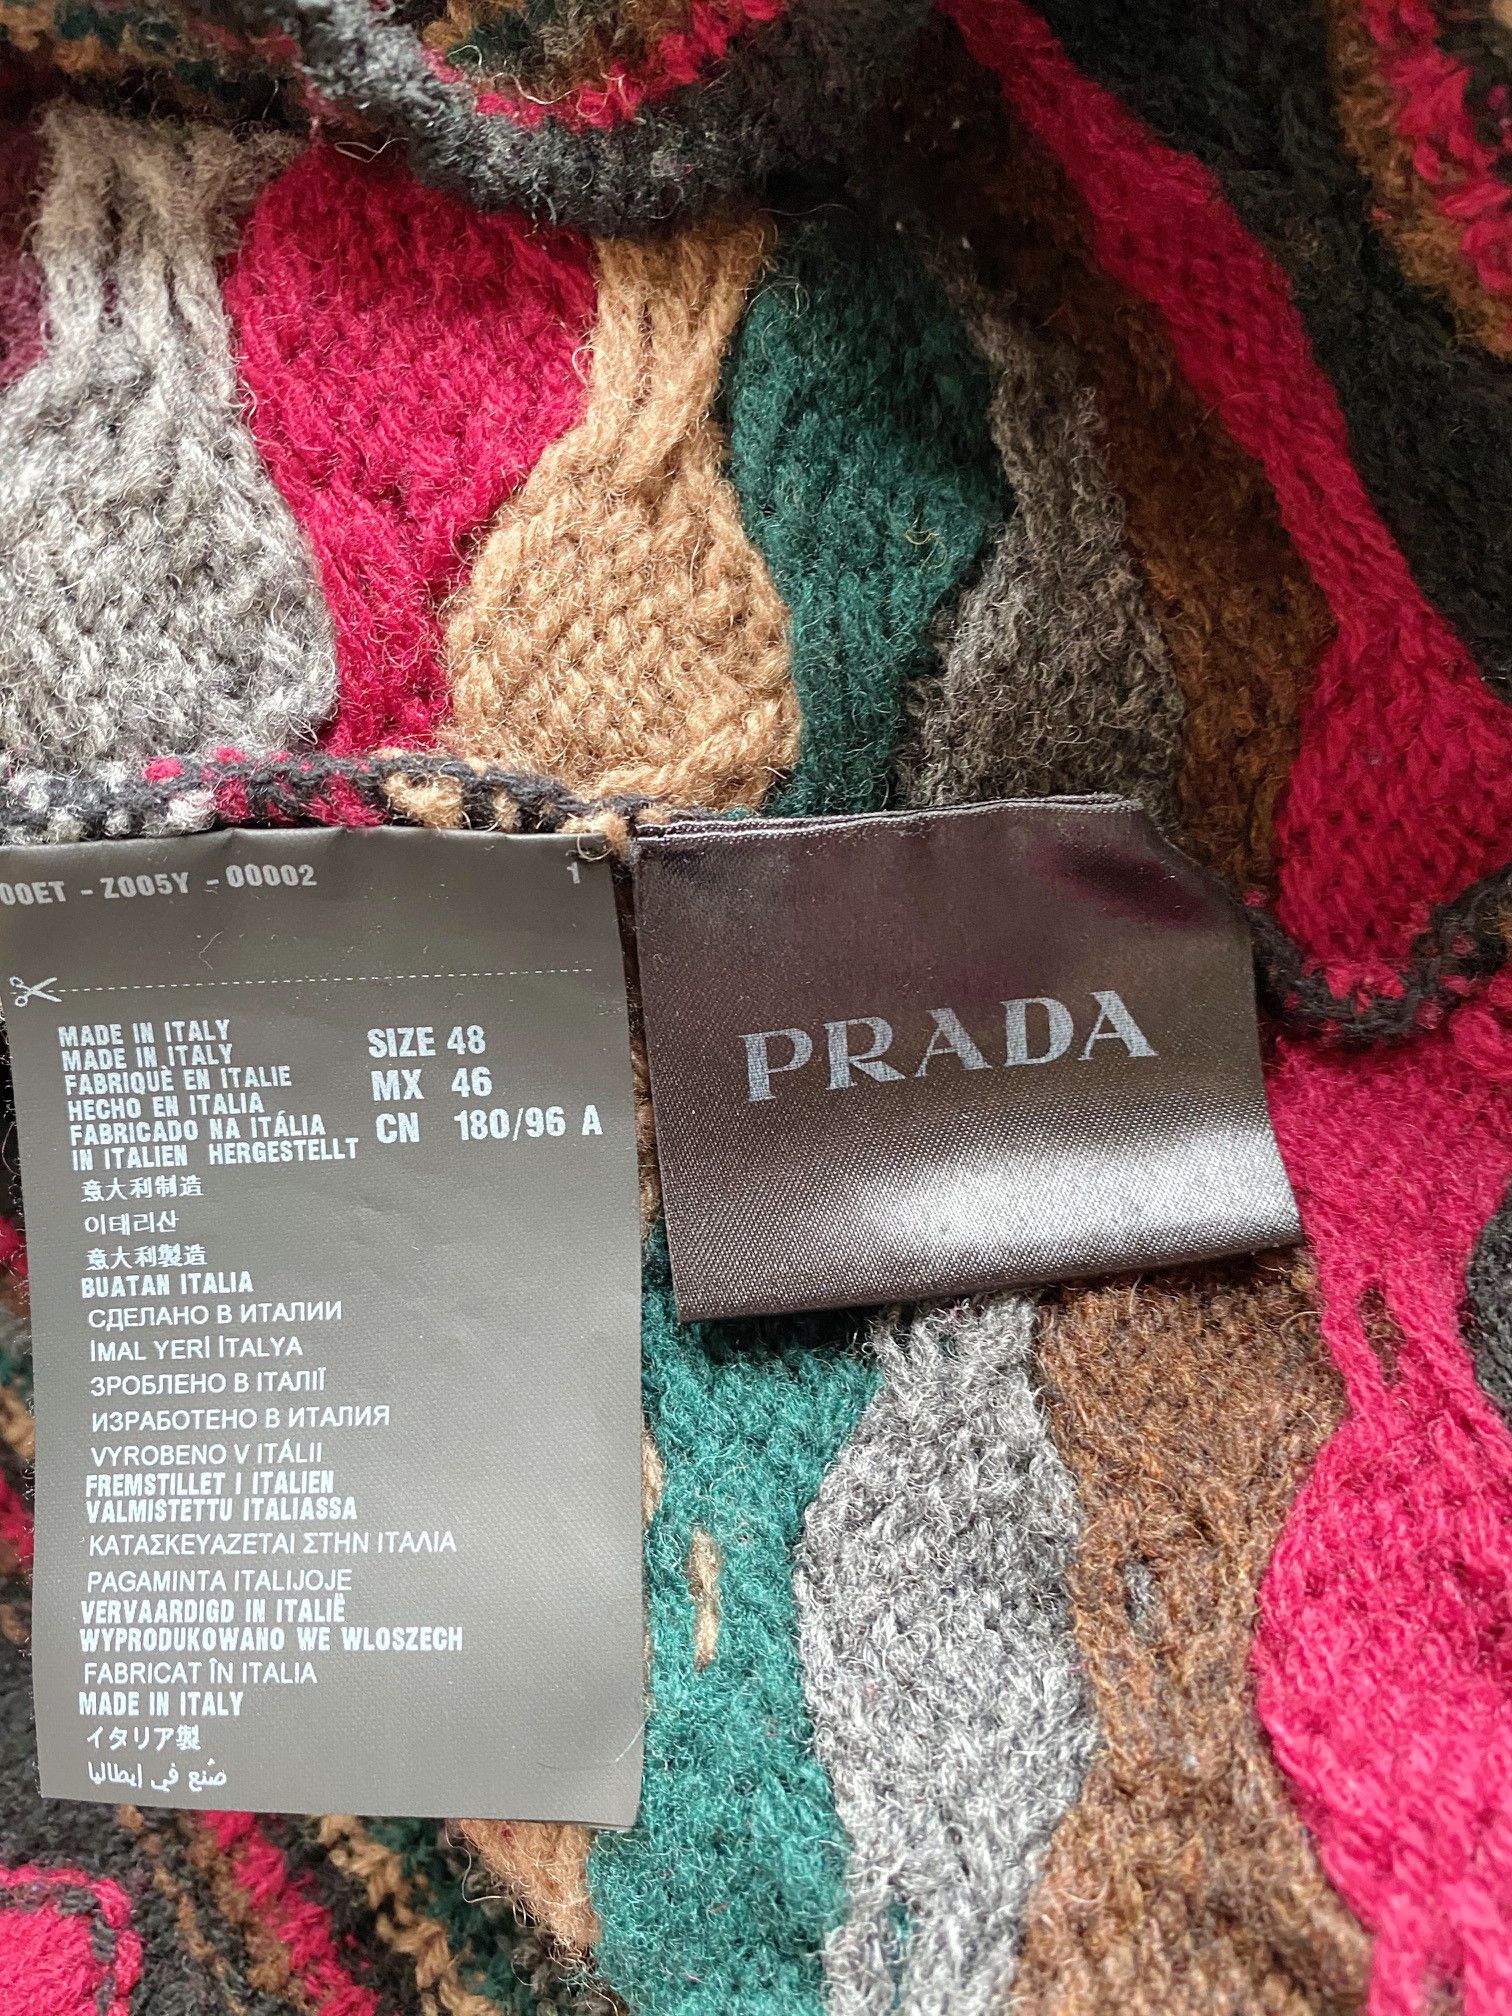 00ET - Z005Y - 00002 1
MADE IN ITALY
MADE IN ITALY
FABRIQUÈ EN ITALIE
HECHO EN ITALIA
FABRICADO NA ITÁLIA
IN ITALIEN HERGESTELLT
SIZE 48
MX 46
CN 180/96 A
意大利制造
이태리산
意大利製造
BUATAN ITALIA
СДЕЛАНО В ИТАЛИИ
İMAL YERİ İTALYA
ЗРОБЛЕНО В ІТАЛІЇ
ИЗРАБОТЕНО В ИТАЛИЯ
VYROBENO V ITÁLII
FREMSTILLET I ITALIEN
VALMISTETTU ITALIASSA
ΚΑΤΑΣΚΕΥΑΖΕΤΑΙ ΣΤΗΝ ΙΤΑΛΙΑ
PAGAMINTA ITALIJOJE
VERVAARDIGD IN ITALIË
WYPRODUKOWANO WE WLOSZECH
FABRICAT ÎN ITALIA
MADE IN ITALY
イタリア製
صُنع في إيطاليا
PRADA